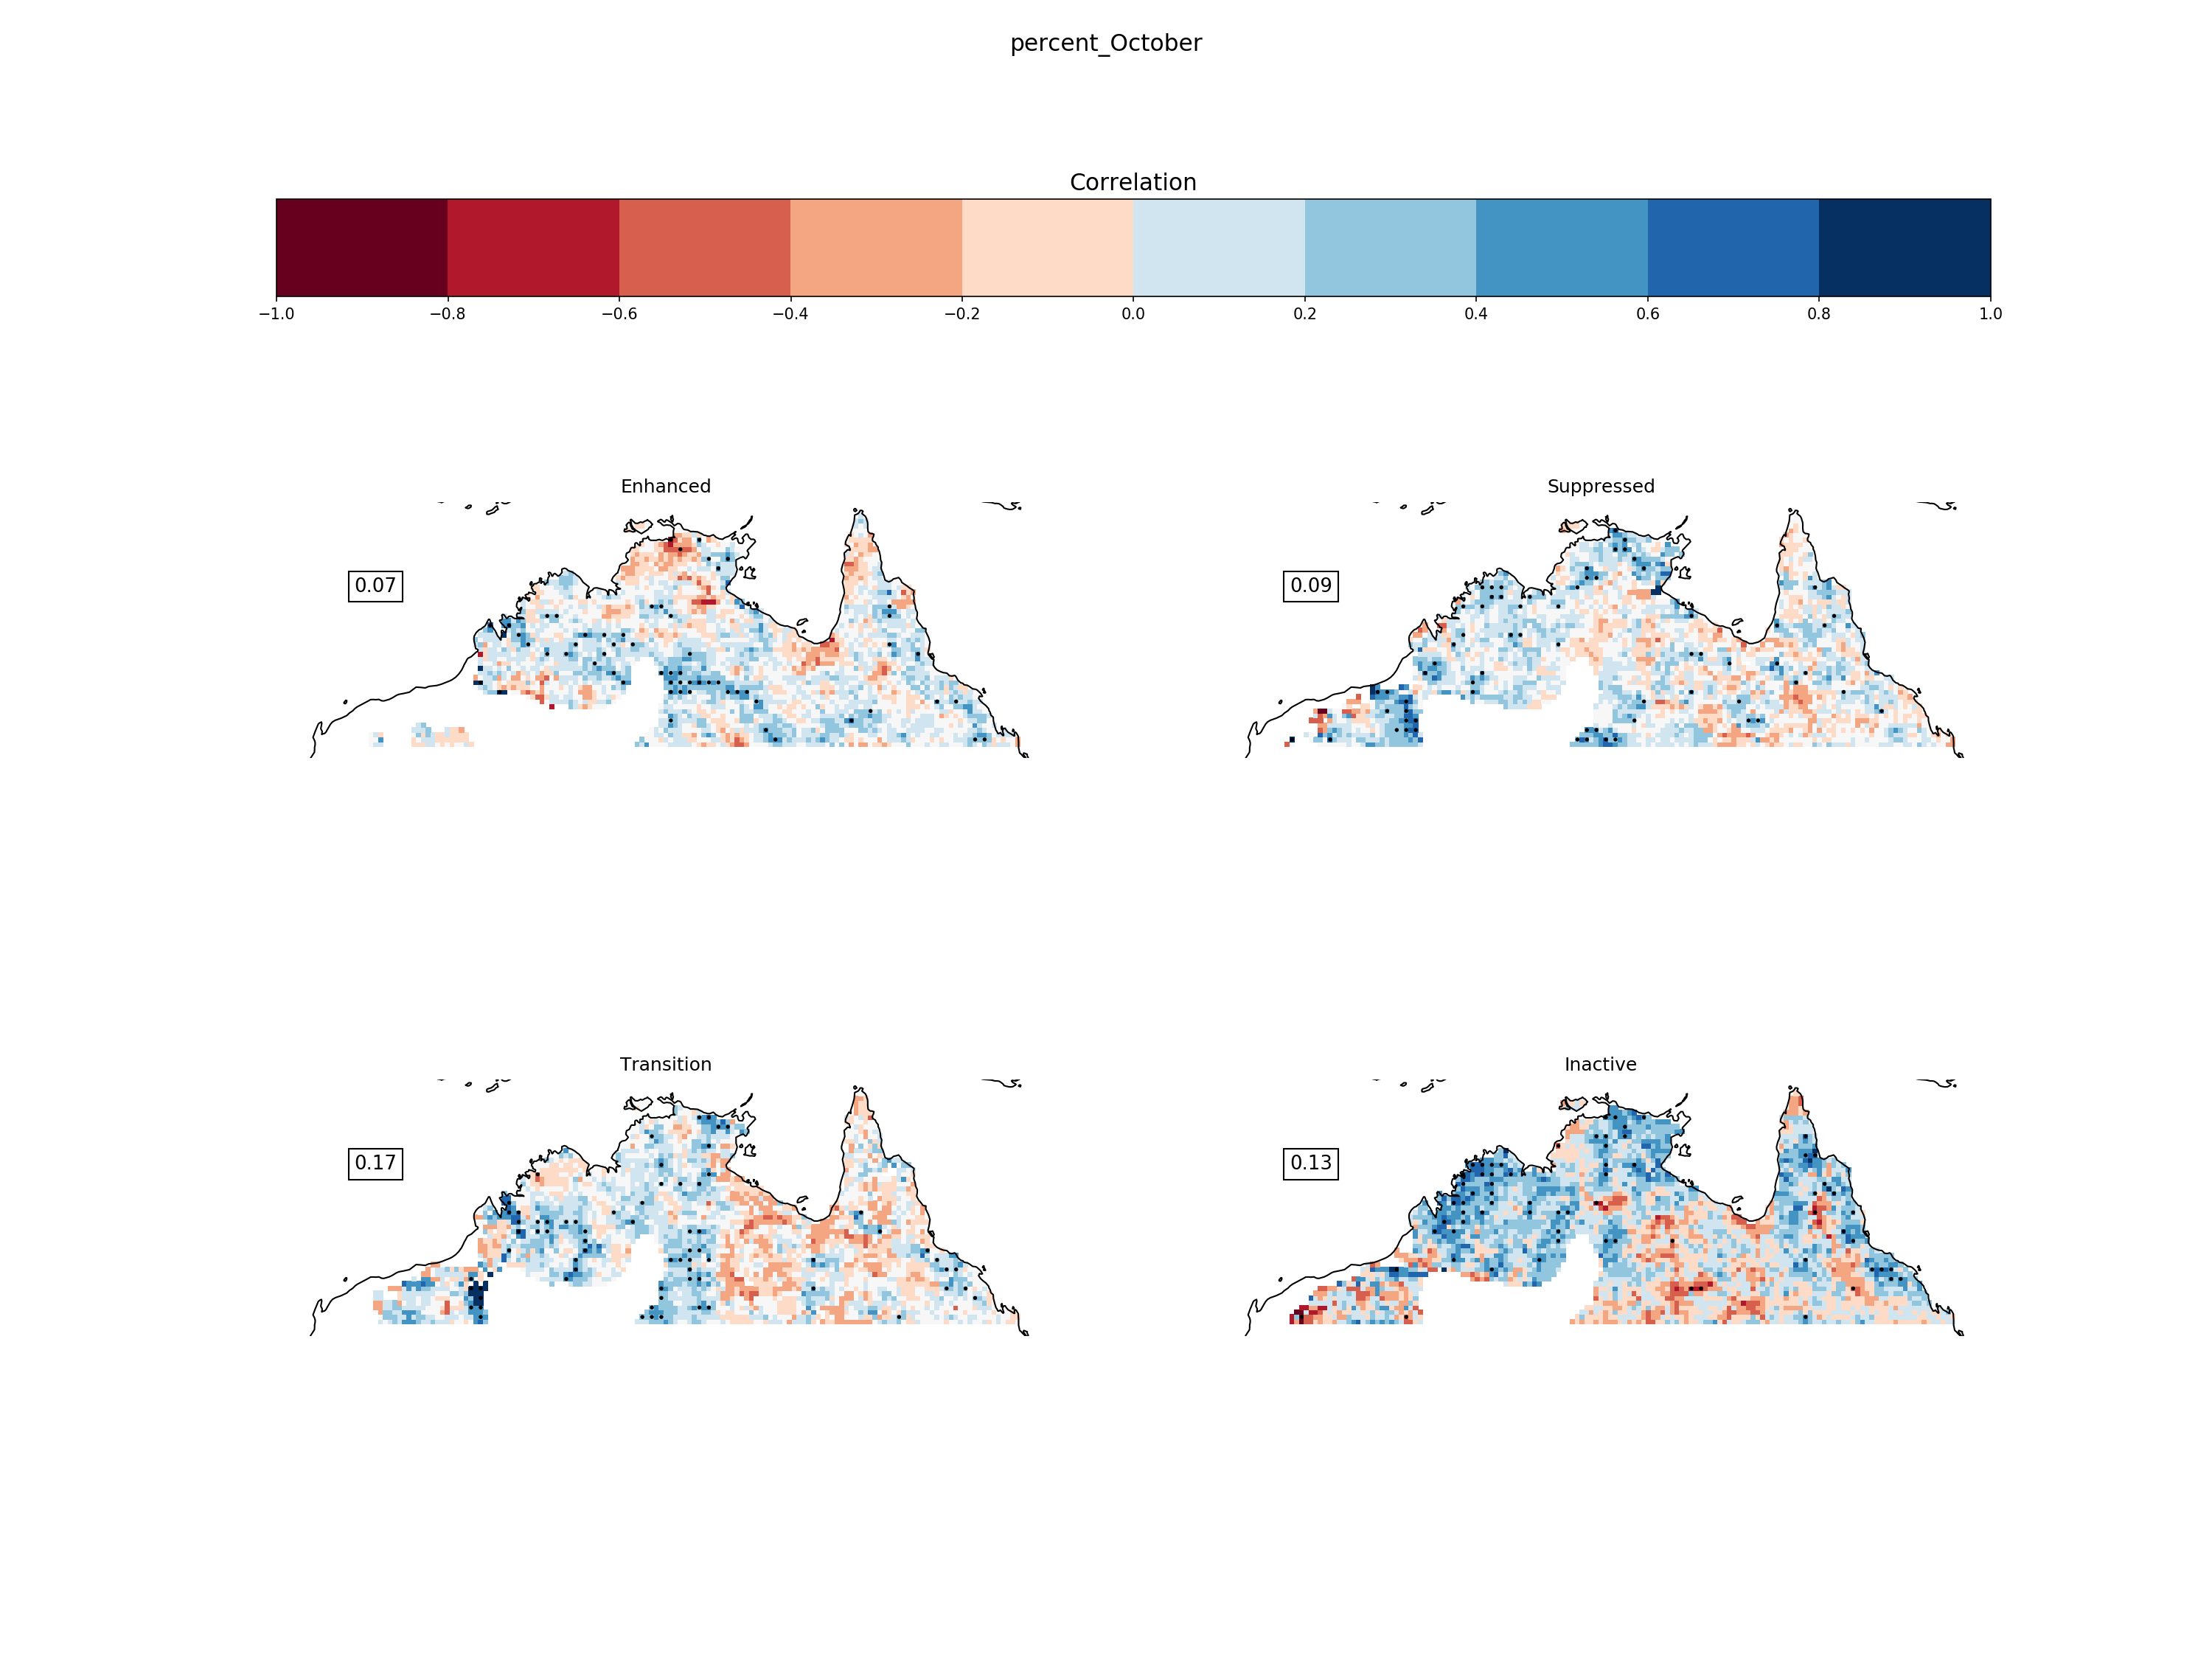 percent_October
Correlation
−1.0 −0.8 −0.6 −0.4 −0.2 0.0 0.2 0.4 0.6 0.8 1.0
Enhanced Suppressed
0.07 0.09
Transition Inactive
0.17 0.13